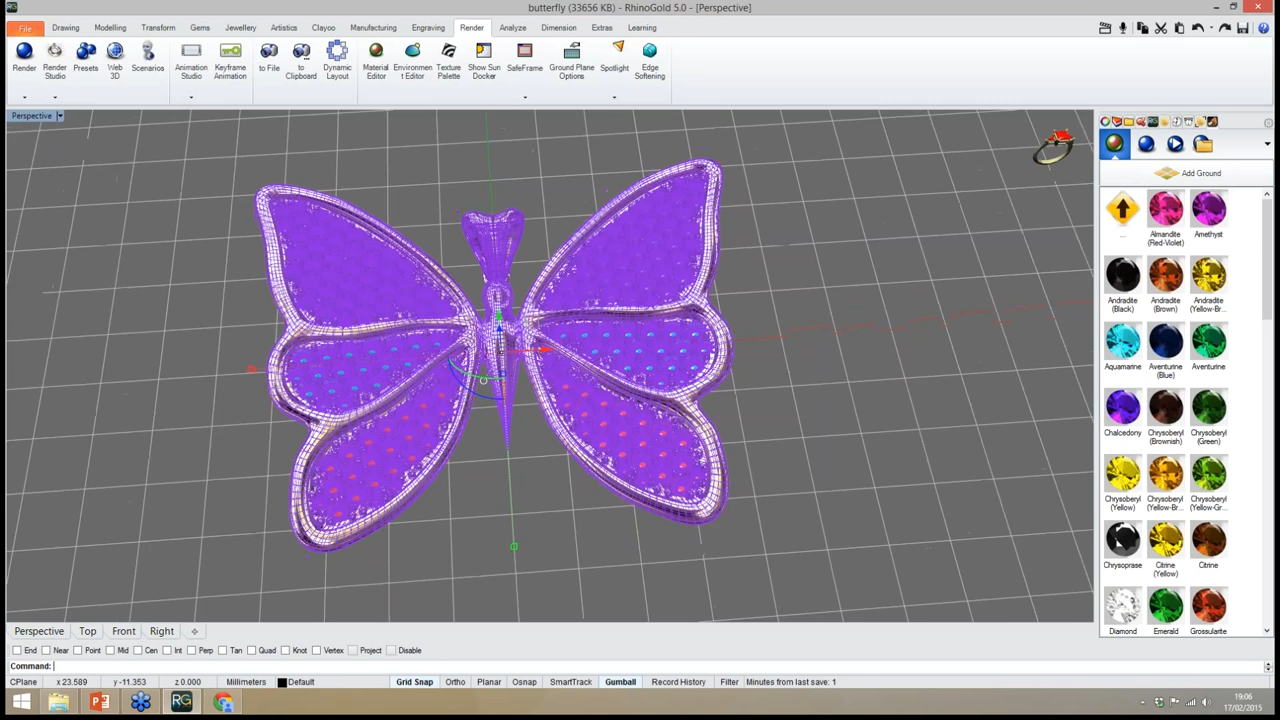 butterfly (33656 KB) - RhinoGold 5.0 - [Perspective]
File Drawing Modelling Transform Gems Jewellery Artistics Clayoo Manufacturing Engraving Render Analyze Dimension Extras Learning
Render Render Studio Presets Web 3D Scenarios Animation Studio Keyframe Animation to File to Clipboard Dynamic Layout Material Editor Environmen t Editor Texture Palette Show Sun Docker SafeFrame Ground Plane Options Spotlight Edge Softening
Perspective
Add Ground
... Almandite (Red-Violet) Amethyst
Andradite (Black) Andradite (Brown) Andradite (Yellow-Br...
Aquamarine Aventurine (Blue) Aventurine
Chalcedony Chrysoberyl (Brownish) Chrysoberyl (Green)
Chrysoberyl (Yellow) Chrysoberyl (Yellow-Br... Chrysoberyl (Yellow-Gr...
Chrysoprase Citrine (Yellow) Citrine
Diamond Emerald Grossularite
Perspective Top Front Right
End Near Point Mid Cen Int Perp Tan Quad Knot Vertex Project Disable
Command:
CPlane x 23.589 y -11.353 z 0.000 Millimeters Default Grid Snap Ortho Planar Osnap SmartTrack Gumball Record History Filter Minutes from last save: 1
19:06
17/02/2015